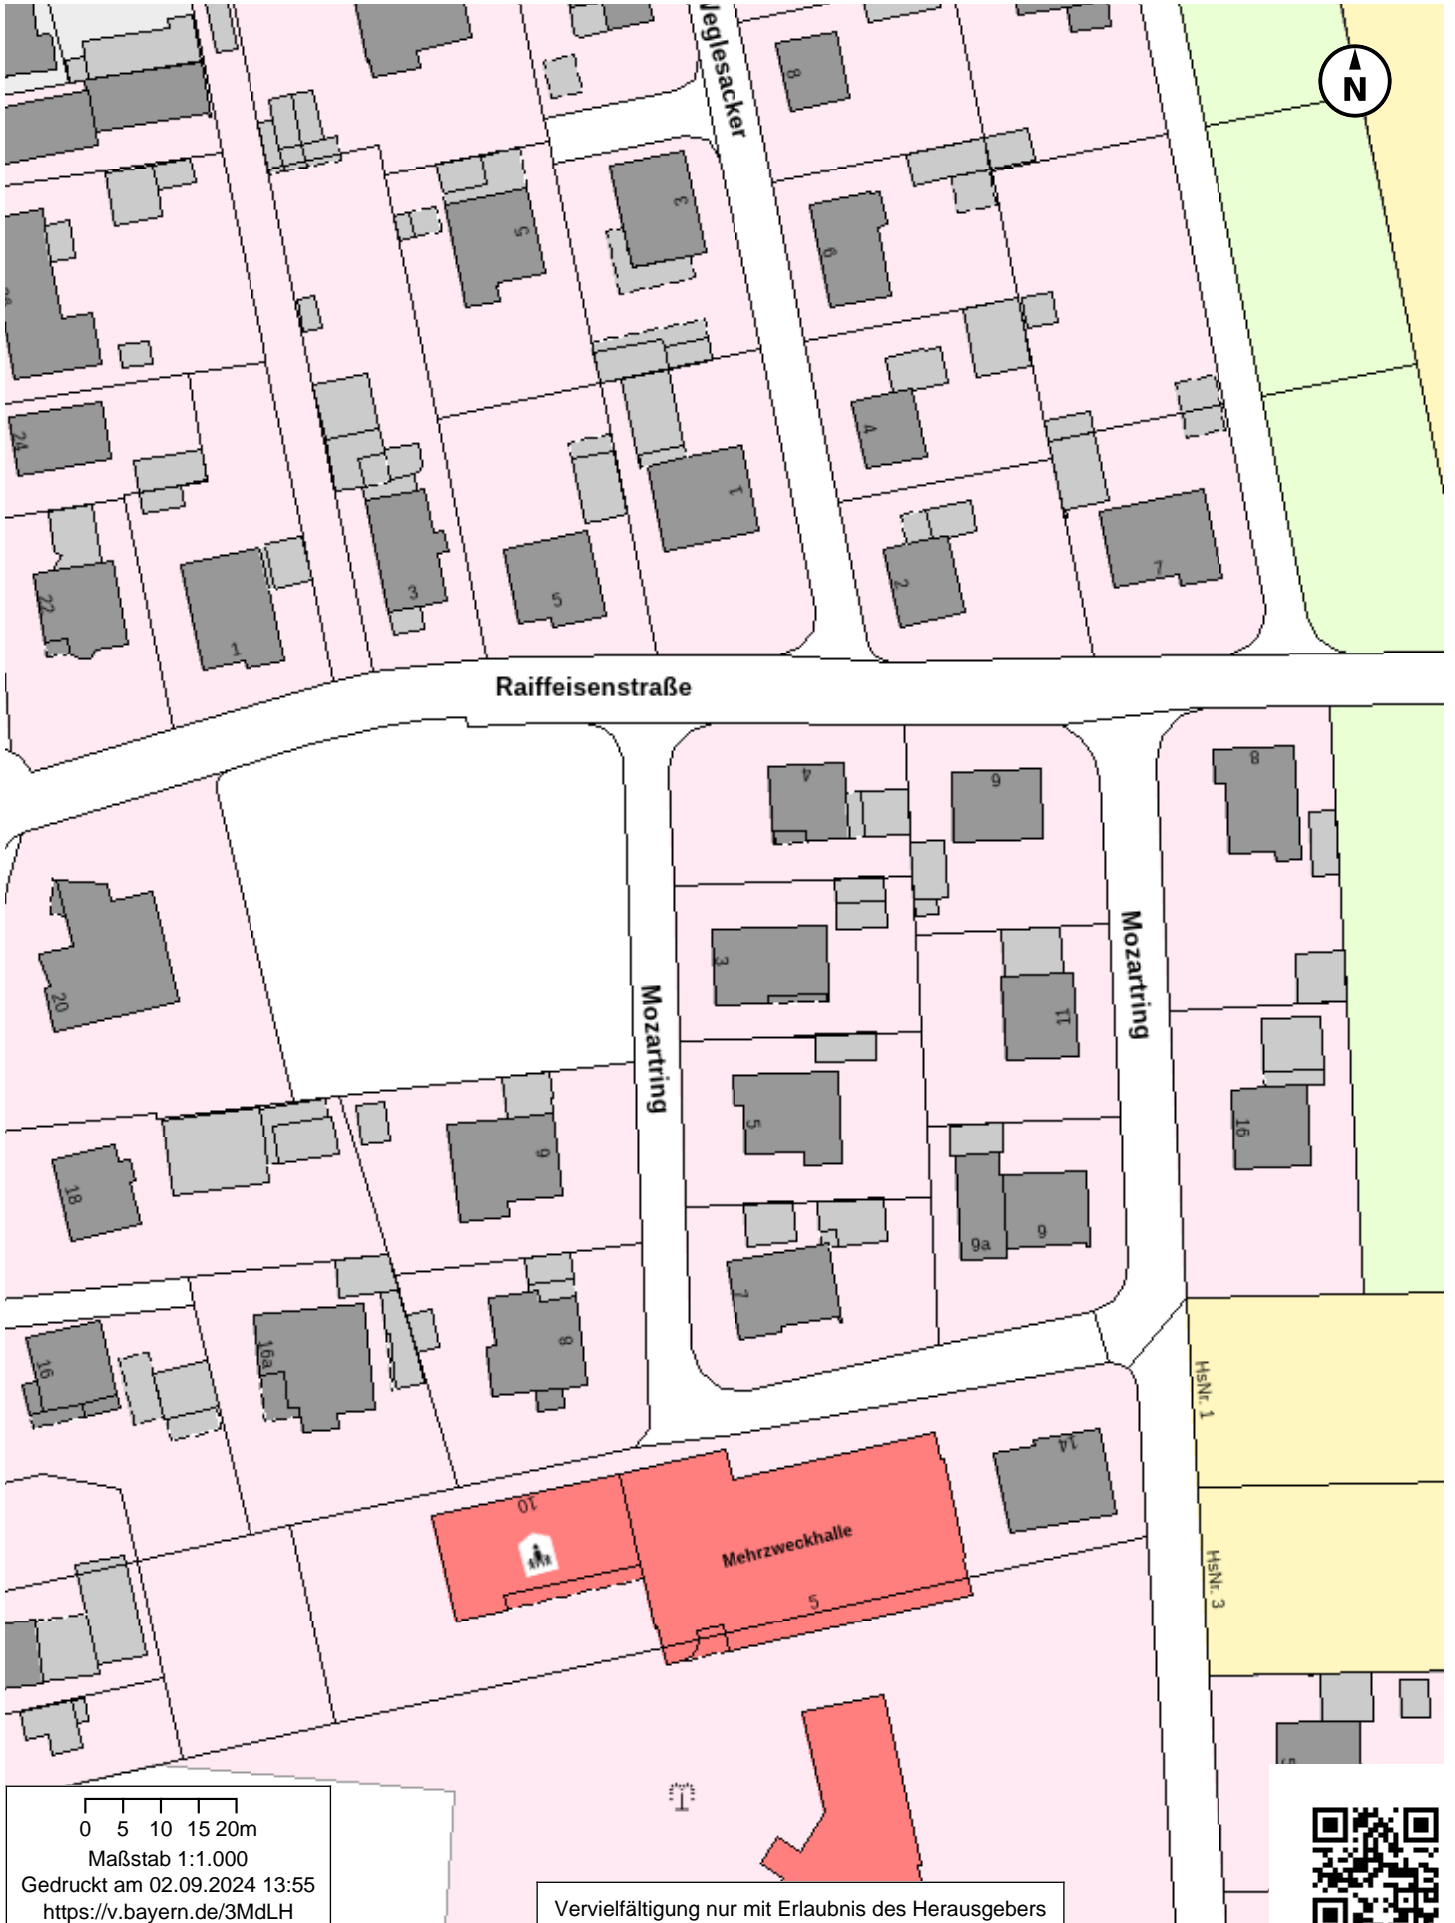 Weglesacker
N
8
3
5
6
4
24
1
22
2
7
3
5
1
Raiffeisenstraße
4
6
8
3
20
11
Mozartring
Mozartring
5
16
9
18
9a
9
7
16
16a
8
HsNr. 1
14
10
Mehrzweckhalle
5
HsNr. 3
5
0 5 10 15 20m
Maßstab 1:1.000
Gedruckt am 02.09.2024 13:55
https://v.bayern.de/3MdLH
Vervielfältigung nur mit Erlaubnis des Herausgebers